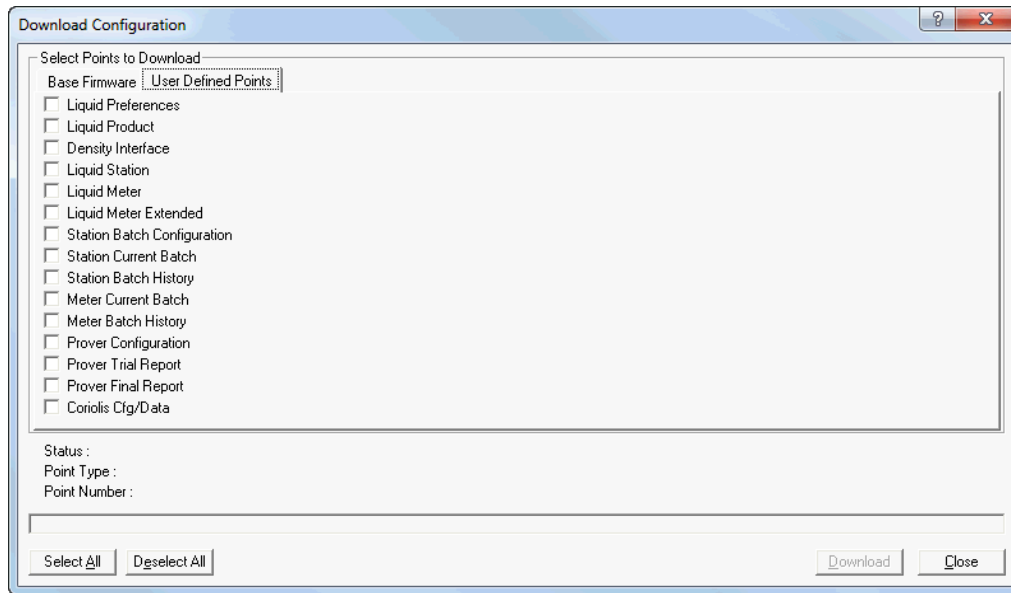 Download Configuration
Select Points to Download
Base Firmware User Defined Points
Liquid Preferences
Liquid Product
Density Interface
Liquid Station
Liquid Meter
Liquid Meter Extended
Station Batch Configuration
Station Current Batch
Station Batch History
Meter Current Batch
Meter Batch History
Prover Configuration
Prover Trial Report
Prover Final Report
Coriolis Cfg/Data
Status :
Point Type :
Point Number :
Select All Deselect All Download Close